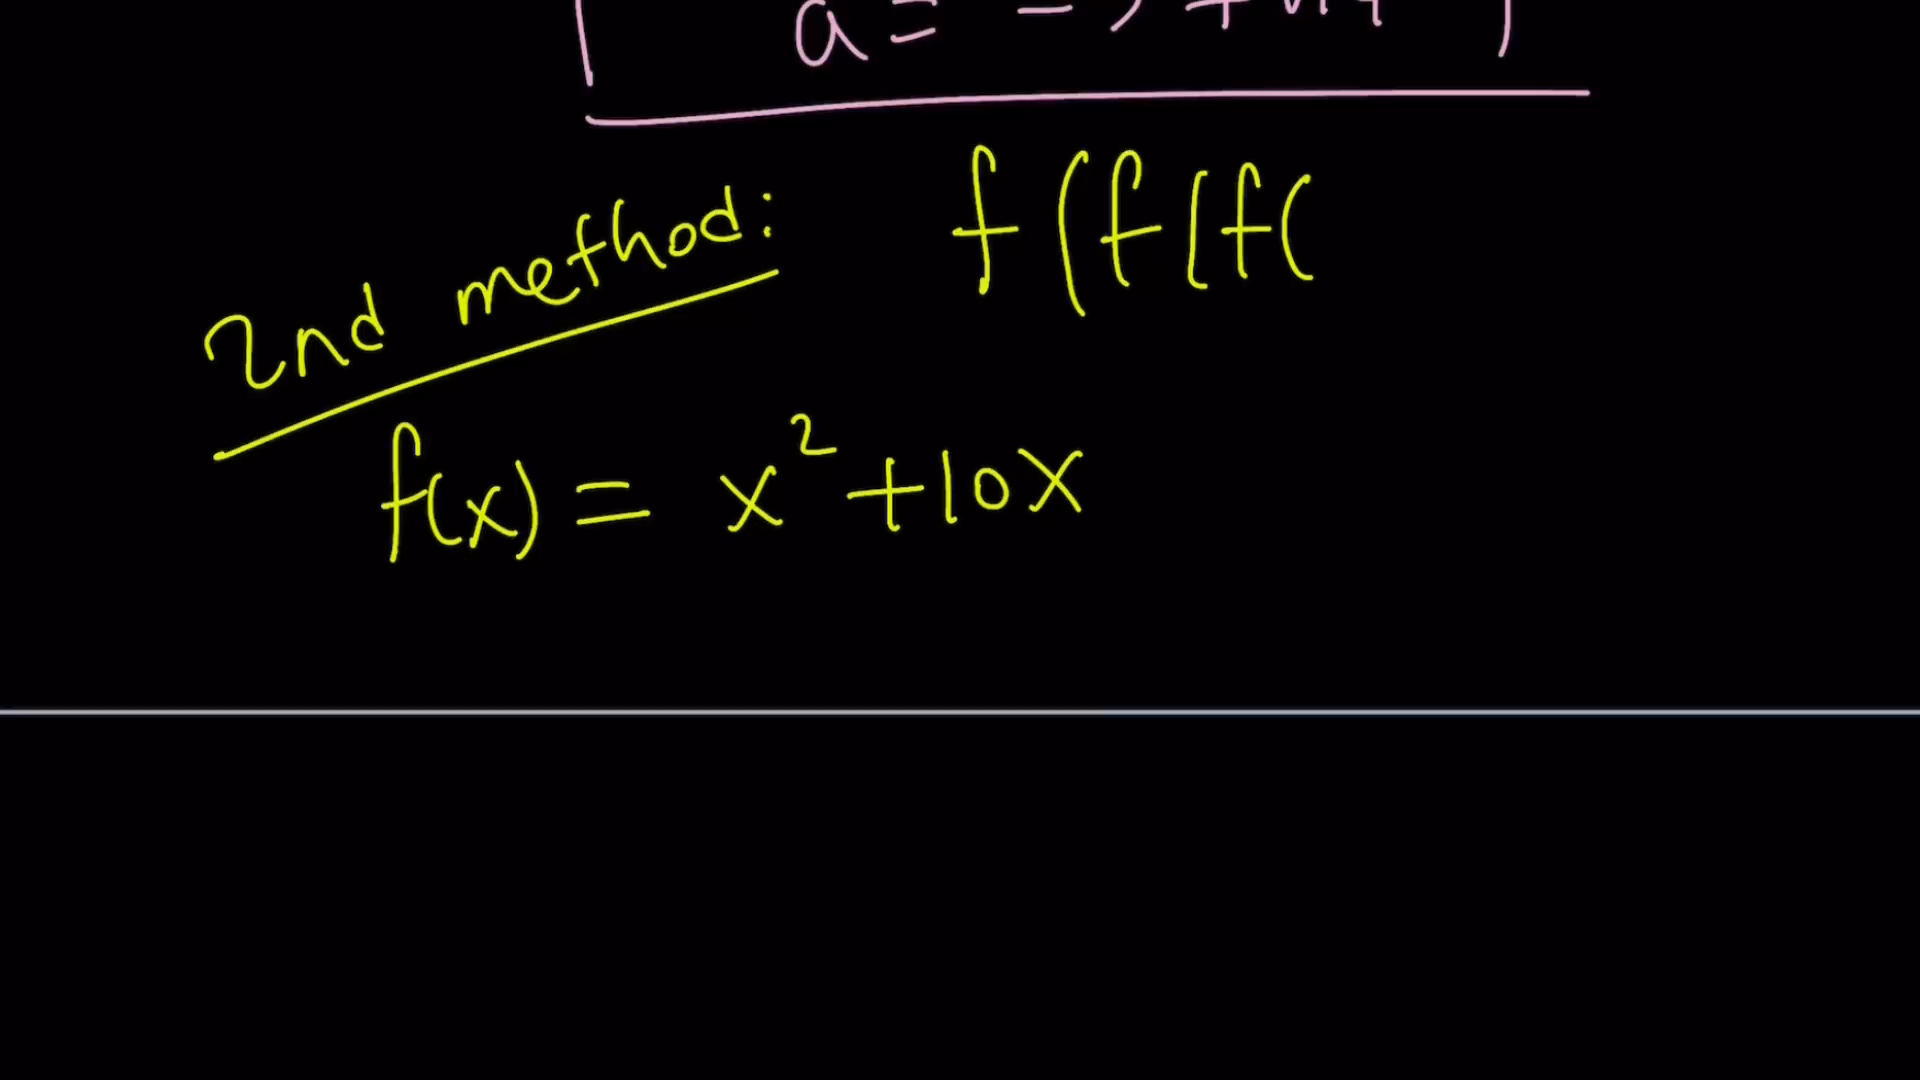 a =
2nd method: f(f(f(
f(x) = x² + 10x